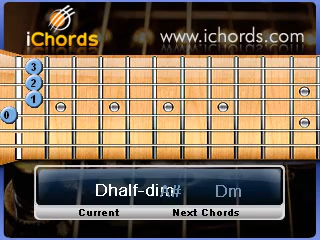 iChords
www.ichords.com
3
2
1
0
Dhalf-dim A# Dm
Current Next Chords